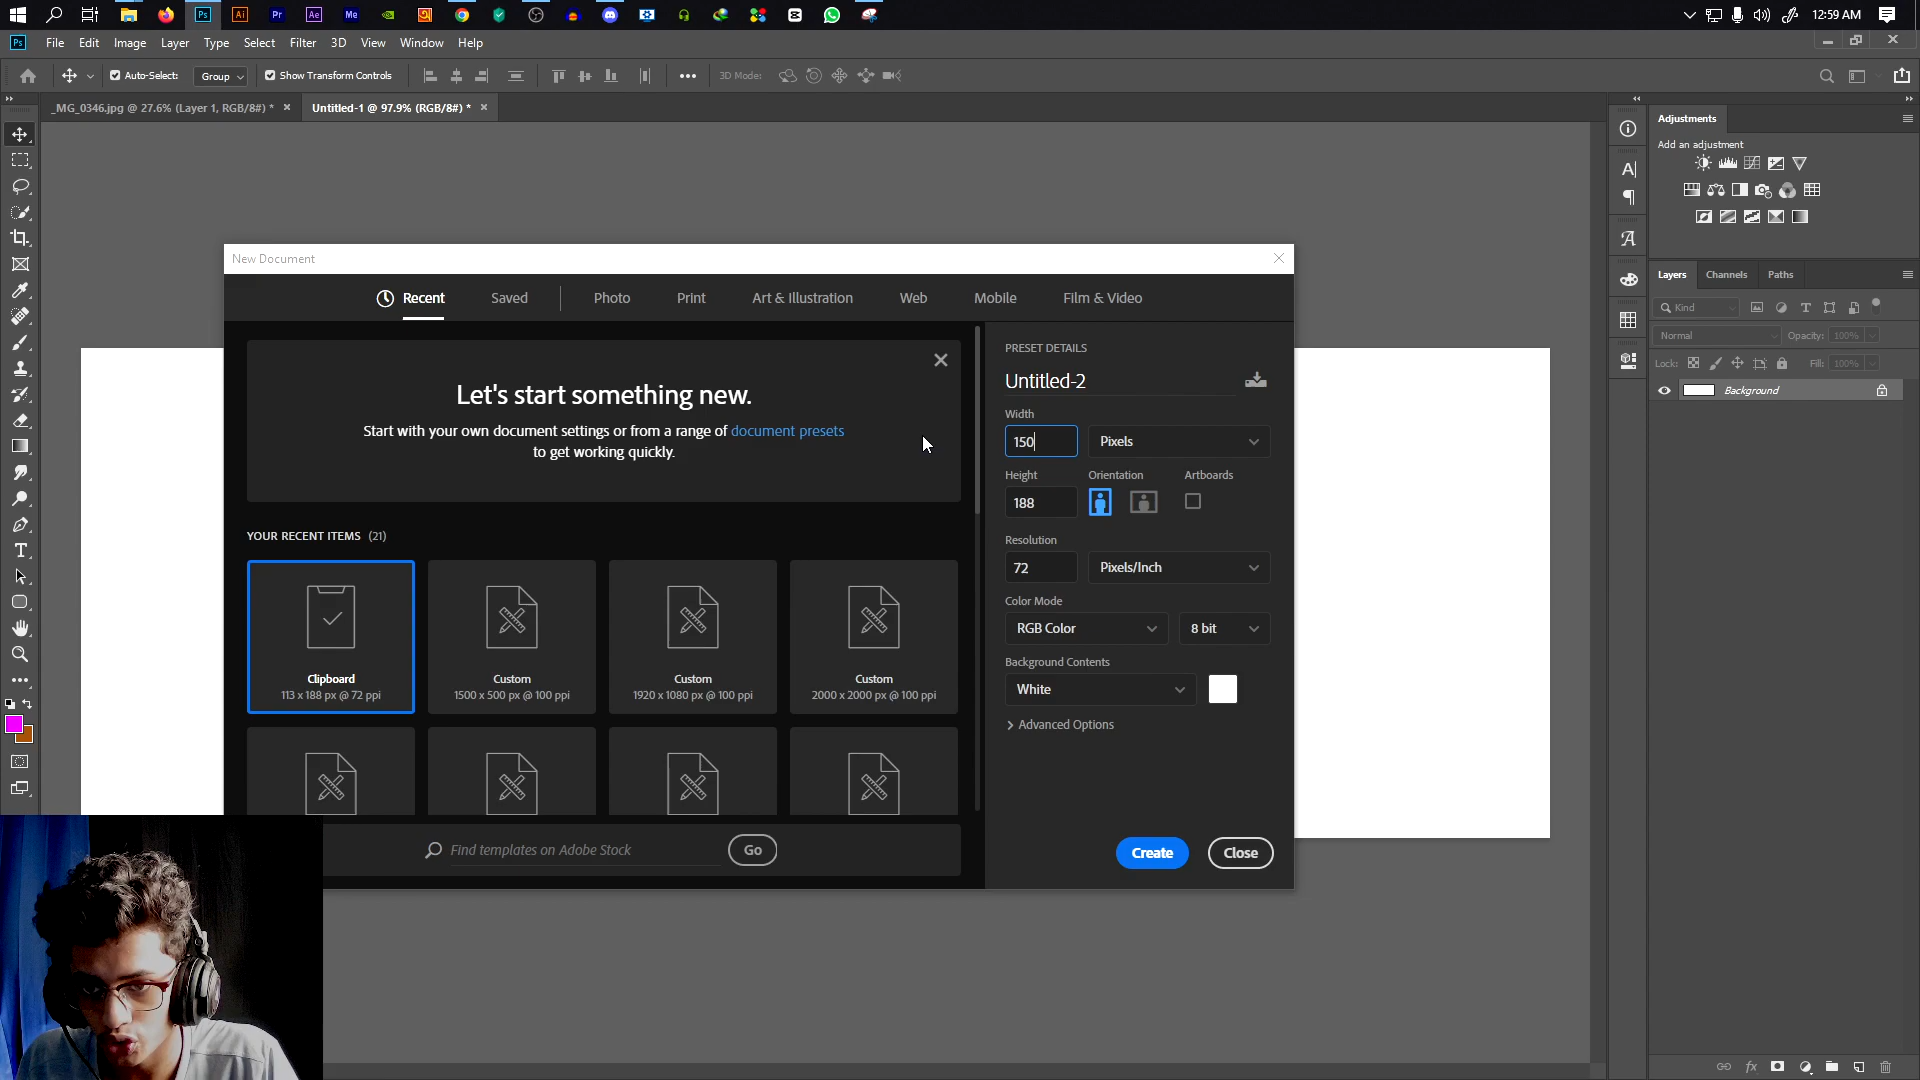 12:59 AM
Ps File Edit Image Layer Type Select Filter 3D View Window Help
Auto-Select: Group Show Transform Controls 3D Mode:
_MG_0346.jpg @ 27.6% (Layer 1, RGB/8#) *
Untitled-1 @ 97.9% (RGB/8#) *
Adjustments
Add an adjustment
Layers Channels Paths
Kind
Normal Opacity: 100%
Lock: Fill: 100%
Background
New Document
Recent Saved Photo Print Art & Illustration Web Mobile Film & Video
Let's start something new.
Start with your own document settings or from a range of document presets
to get working quickly.
YOUR RECENT ITEMS (21)
Clipboard
113 x 188 px @ 72 ppi
Custom
1500 x 500 px @ 100 ppi
Custom
1920 x 1080 px @ 100 ppi
Custom
2000 x 2000 px @ 100 ppi
Find templates on Adobe Stock
Go
PRESET DETAILS
Untitled-2
Width
150 Pixels
Height Orientation Artboards
188
Resolution
72 Pixels/Inch
Color Mode
RGB Color 8 bit
Background Contents
White
Advanced Options
Create Close